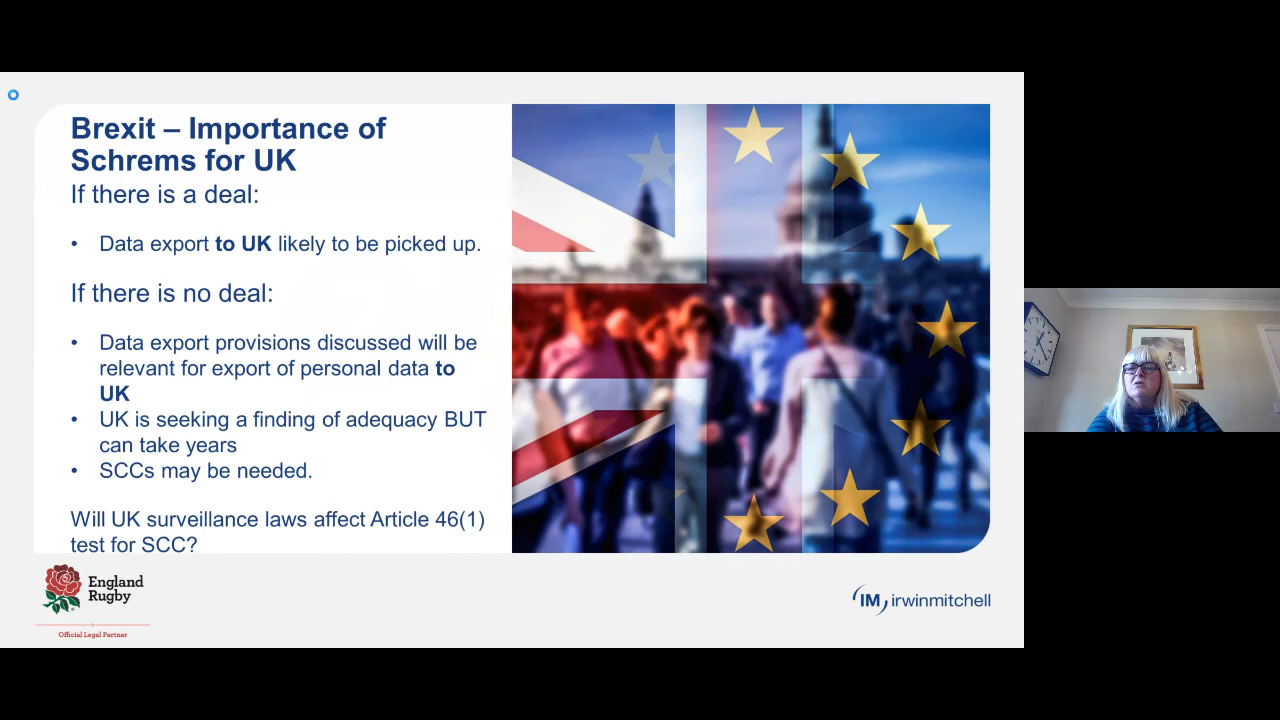 Brexit – Importance of
Schrems for UK
If there is a deal:
• Data export to UK likely to be picked up.
If there is no deal:
• Data export provisions discussed will be
relevant for export of personal data to
UK
• UK is seeking a finding of adequacy BUT
can take years
• SCCs may be needed.
Will UK surveillance laws affect Article 46(1)
test for SCC?
England
Rugby
Official Legal Partner
IM irwinmitchell